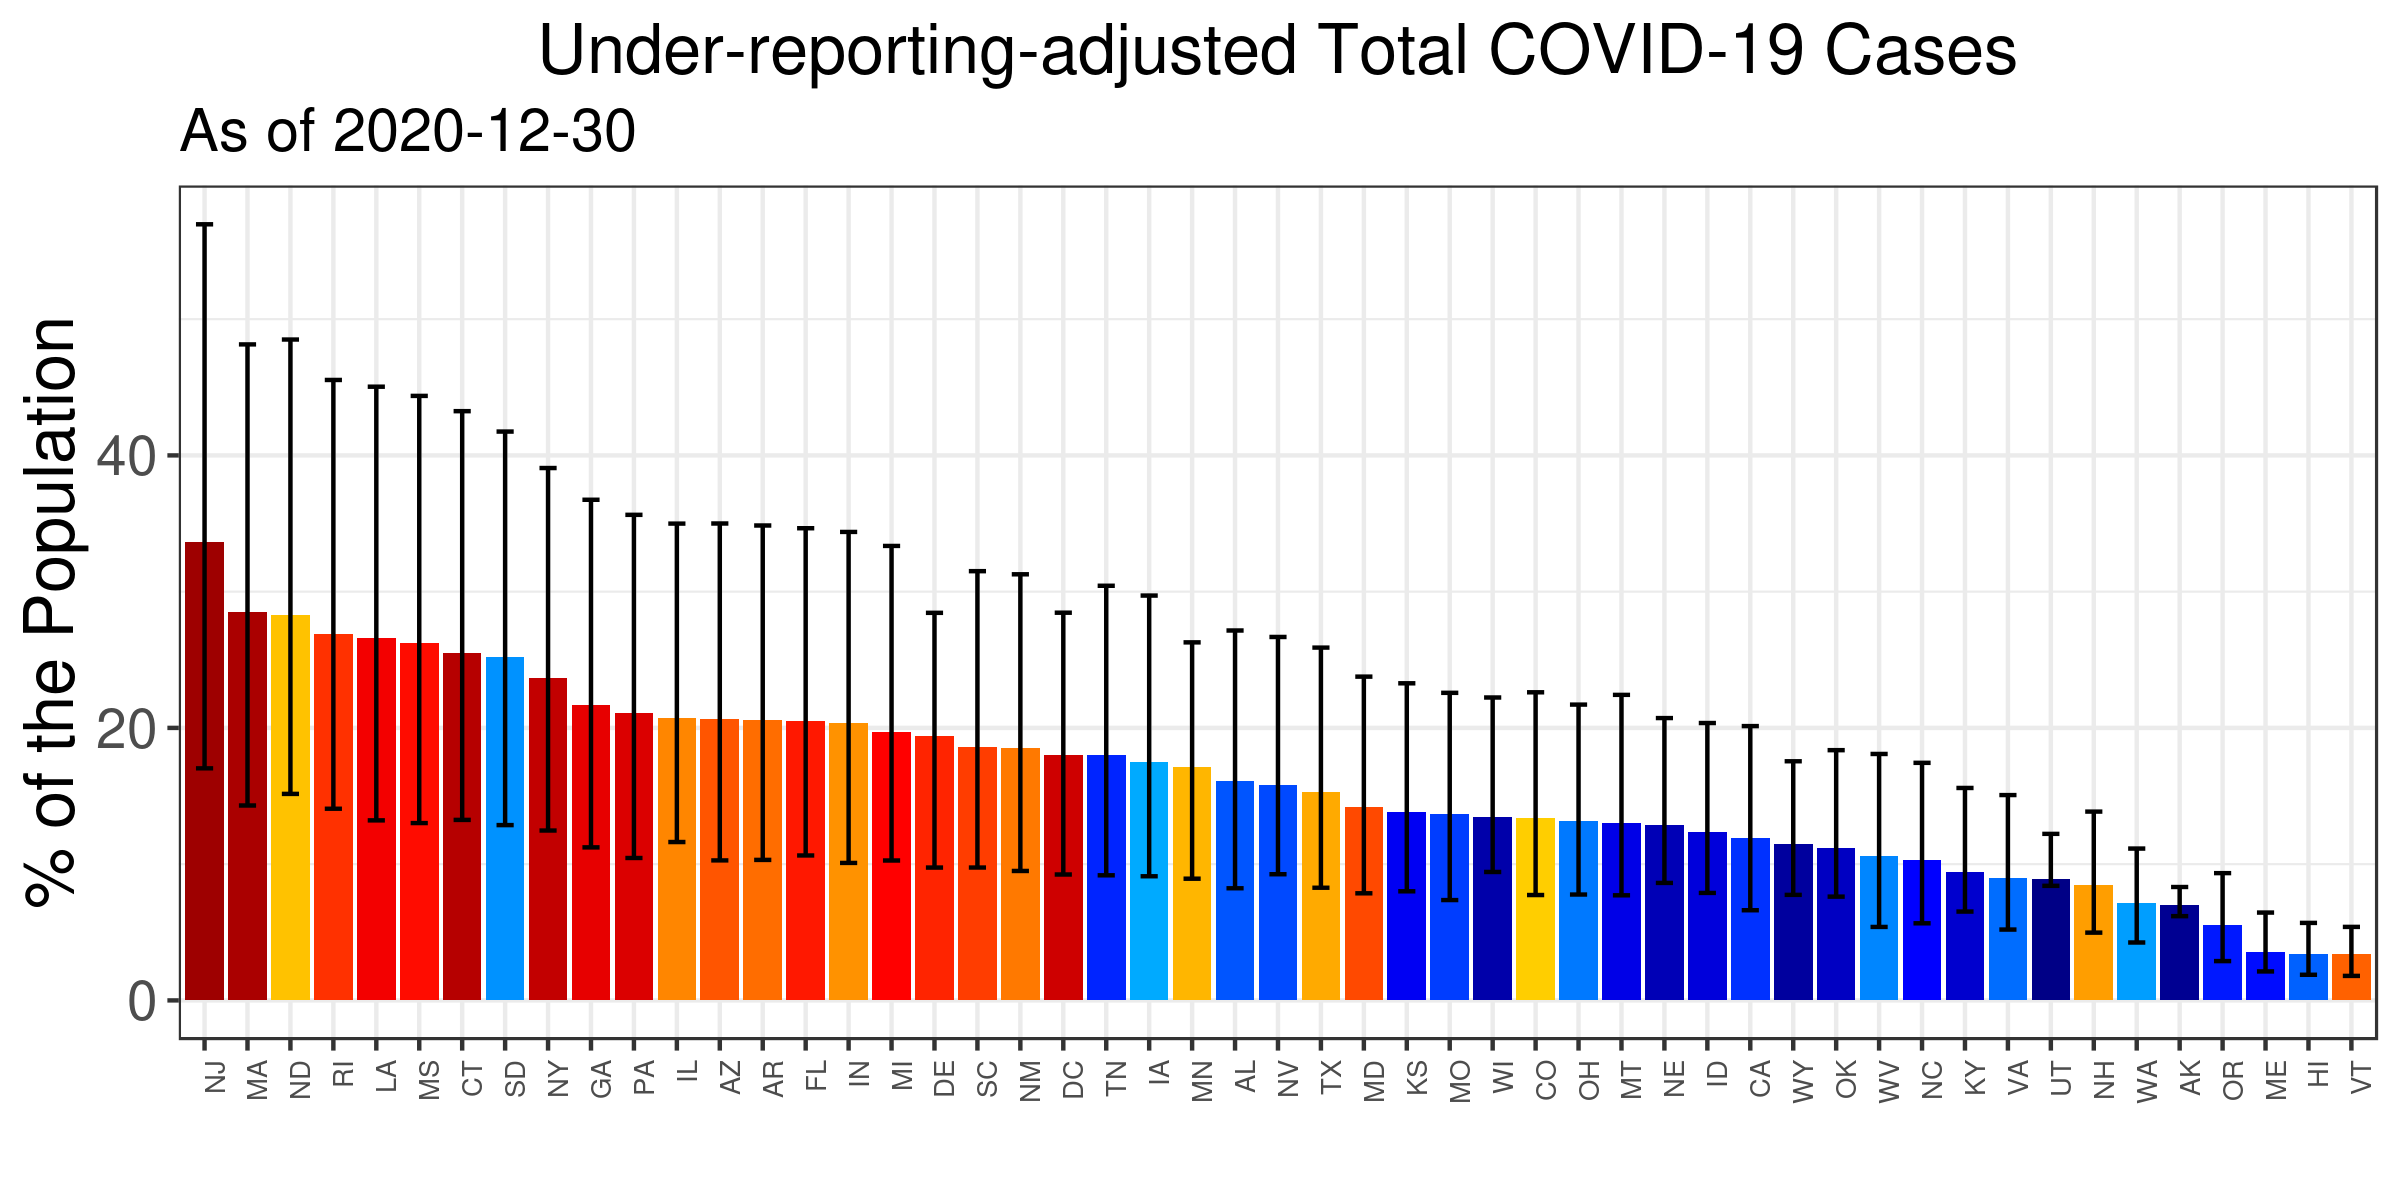 Under-reporting-adjusted Total COVID-19 Cases
As of 2020-12-30
% of the Population
40
20
0
NJ MA ND RI LA MS CT SD NY GA PA IL AZ AR FL IN MI DE SC NM DC TN IA MN AL NV TX MD KS MO WI CO OH MT NE ID CA WY OK WV NC KY VA UT NH WA AK OR ME HI VT